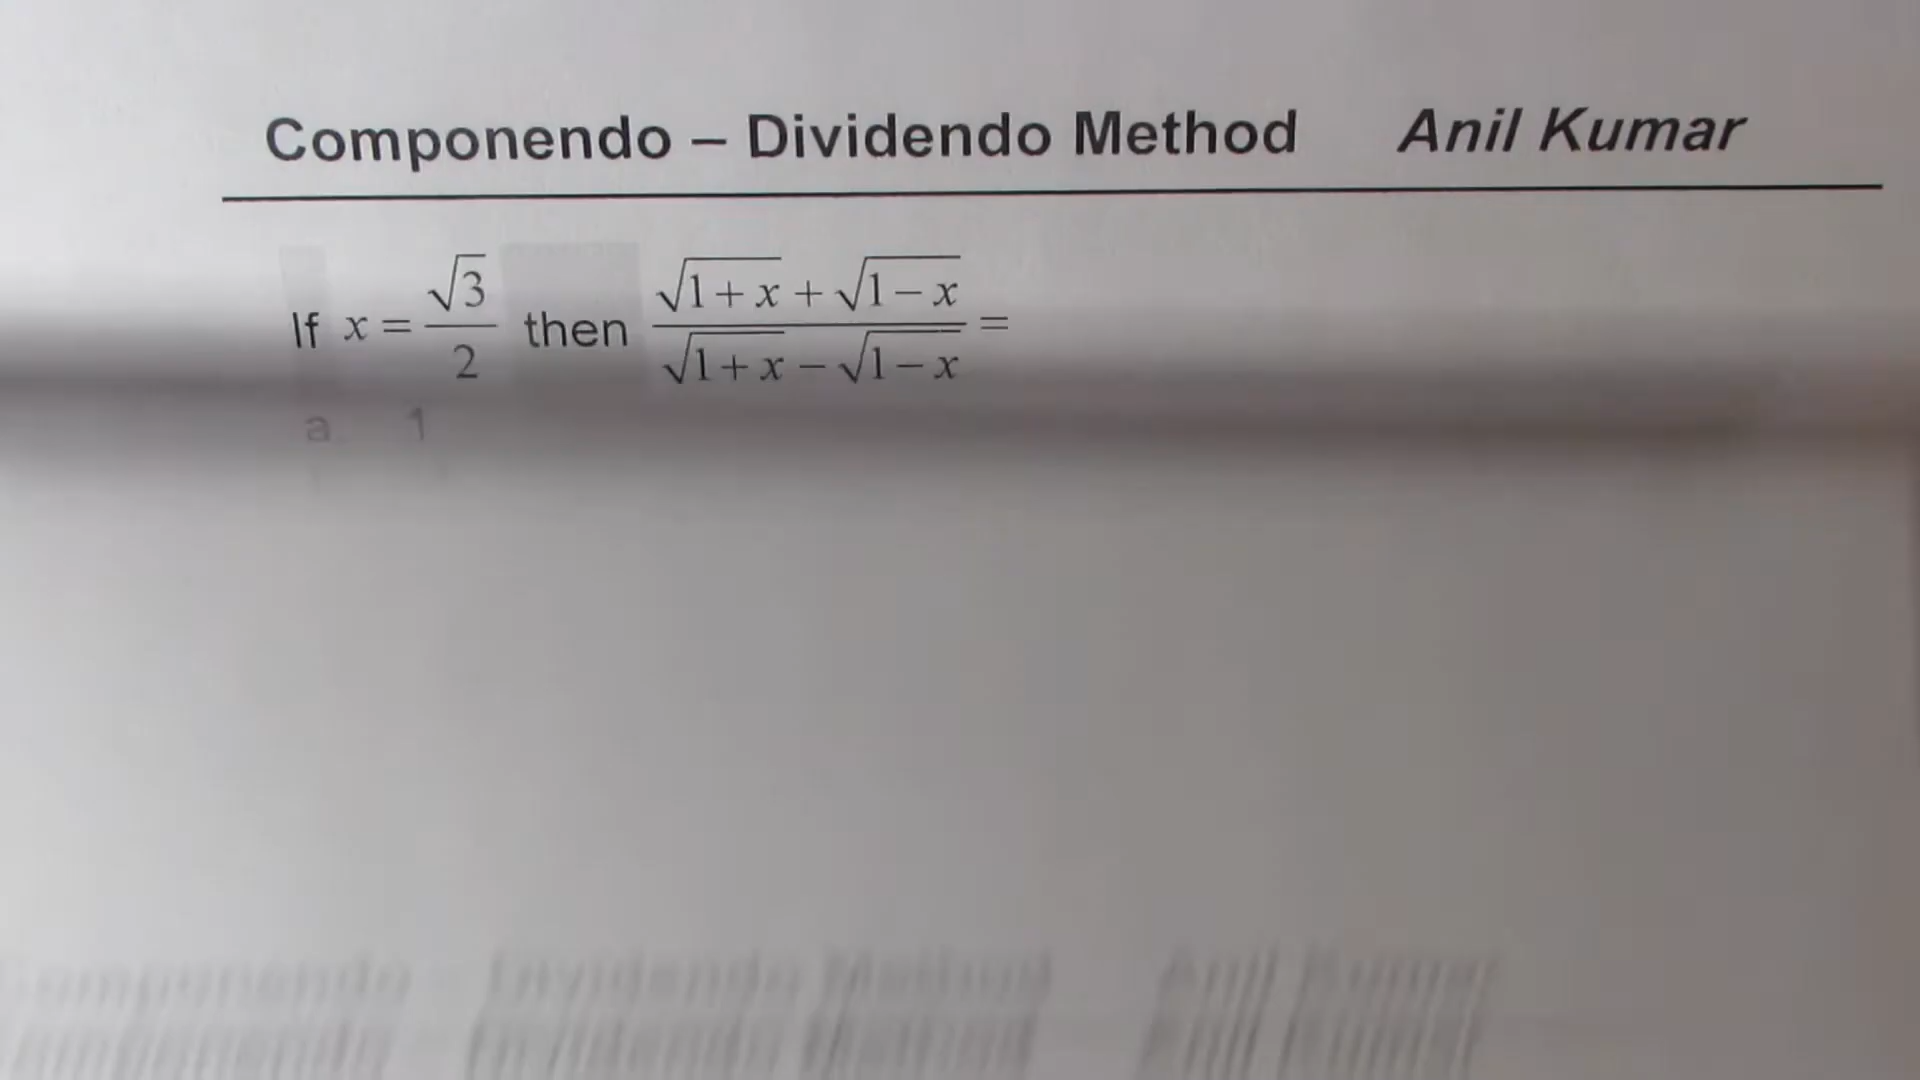 Componendo – Dividendo Method Anil Kumar
If x = √3/2 then (√(1+x) + √(1−x))/(√(1+x) − √(1−x)) =
a 1